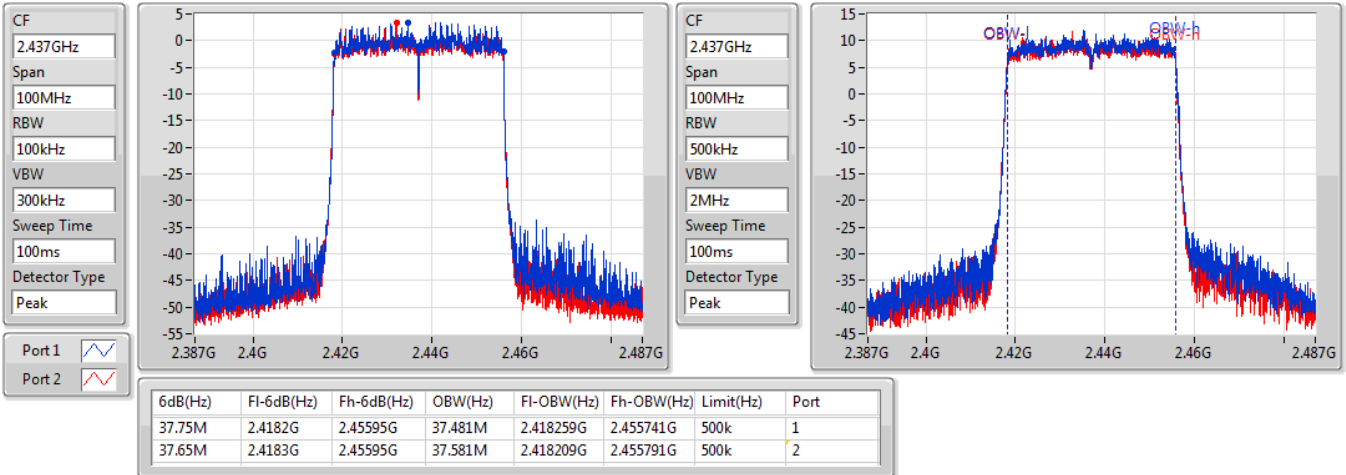 CF
2.437GHz
Span
100MHz
RBW
100kHz
VBW
300kHz
Sweep Time
100ms
Detector Type
Peak
5
0
-5
-10
-15
-20
-25
-30
-35
-40
-45
-50
-55
2.387G 2.4G 2.42G 2.44G 2.46G 2.487G
CF
2.437GHz
Span
100MHz
RBW
500kHz
VBW
2MHz
Sweep Time
100ms
Detector Type
Peak
15
10
5
0
-5
-10
-15
-20
-25
-30
-35
-40
-45
OBW-l OBW-h
2.387G 2.4G 2.42G 2.44G 2.46G 2.487G
Port 1
Port 2
6dB(Hz) Fl-6dB(Hz) Fh-6dB(Hz) OBW(Hz) Fl-OBW(Hz) Fh-OBW(Hz) Limit(Hz) Port
37.75M 2.4182G 2.45595G 37.481M 2.418259G 2.455741G 500k 1
37.65M 2.4183G 2.45595G 37.581M 2.418209G 2.455791G 500k 2